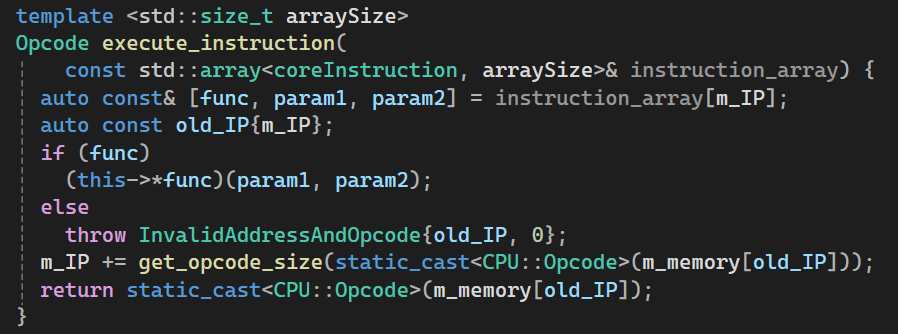 template <std::size_t arraySize>
Opcode execute_instruction(
    const std::array<coreInstruction, arraySize>& instruction_array) {
  auto const& [func, param1, param2] = instruction_array[m_IP];
  auto const old_IP{m_IP};
  if (func)
    (this->*func)(param1, param2);
  else
    throw InvalidAddressAndOpcode{old_IP, 0};
  m_IP += get_opcode_size(static_cast<CPU::Opcode>(m_memory[old_IP]));
  return static_cast<CPU::Opcode>(m_memory[old_IP]);
}